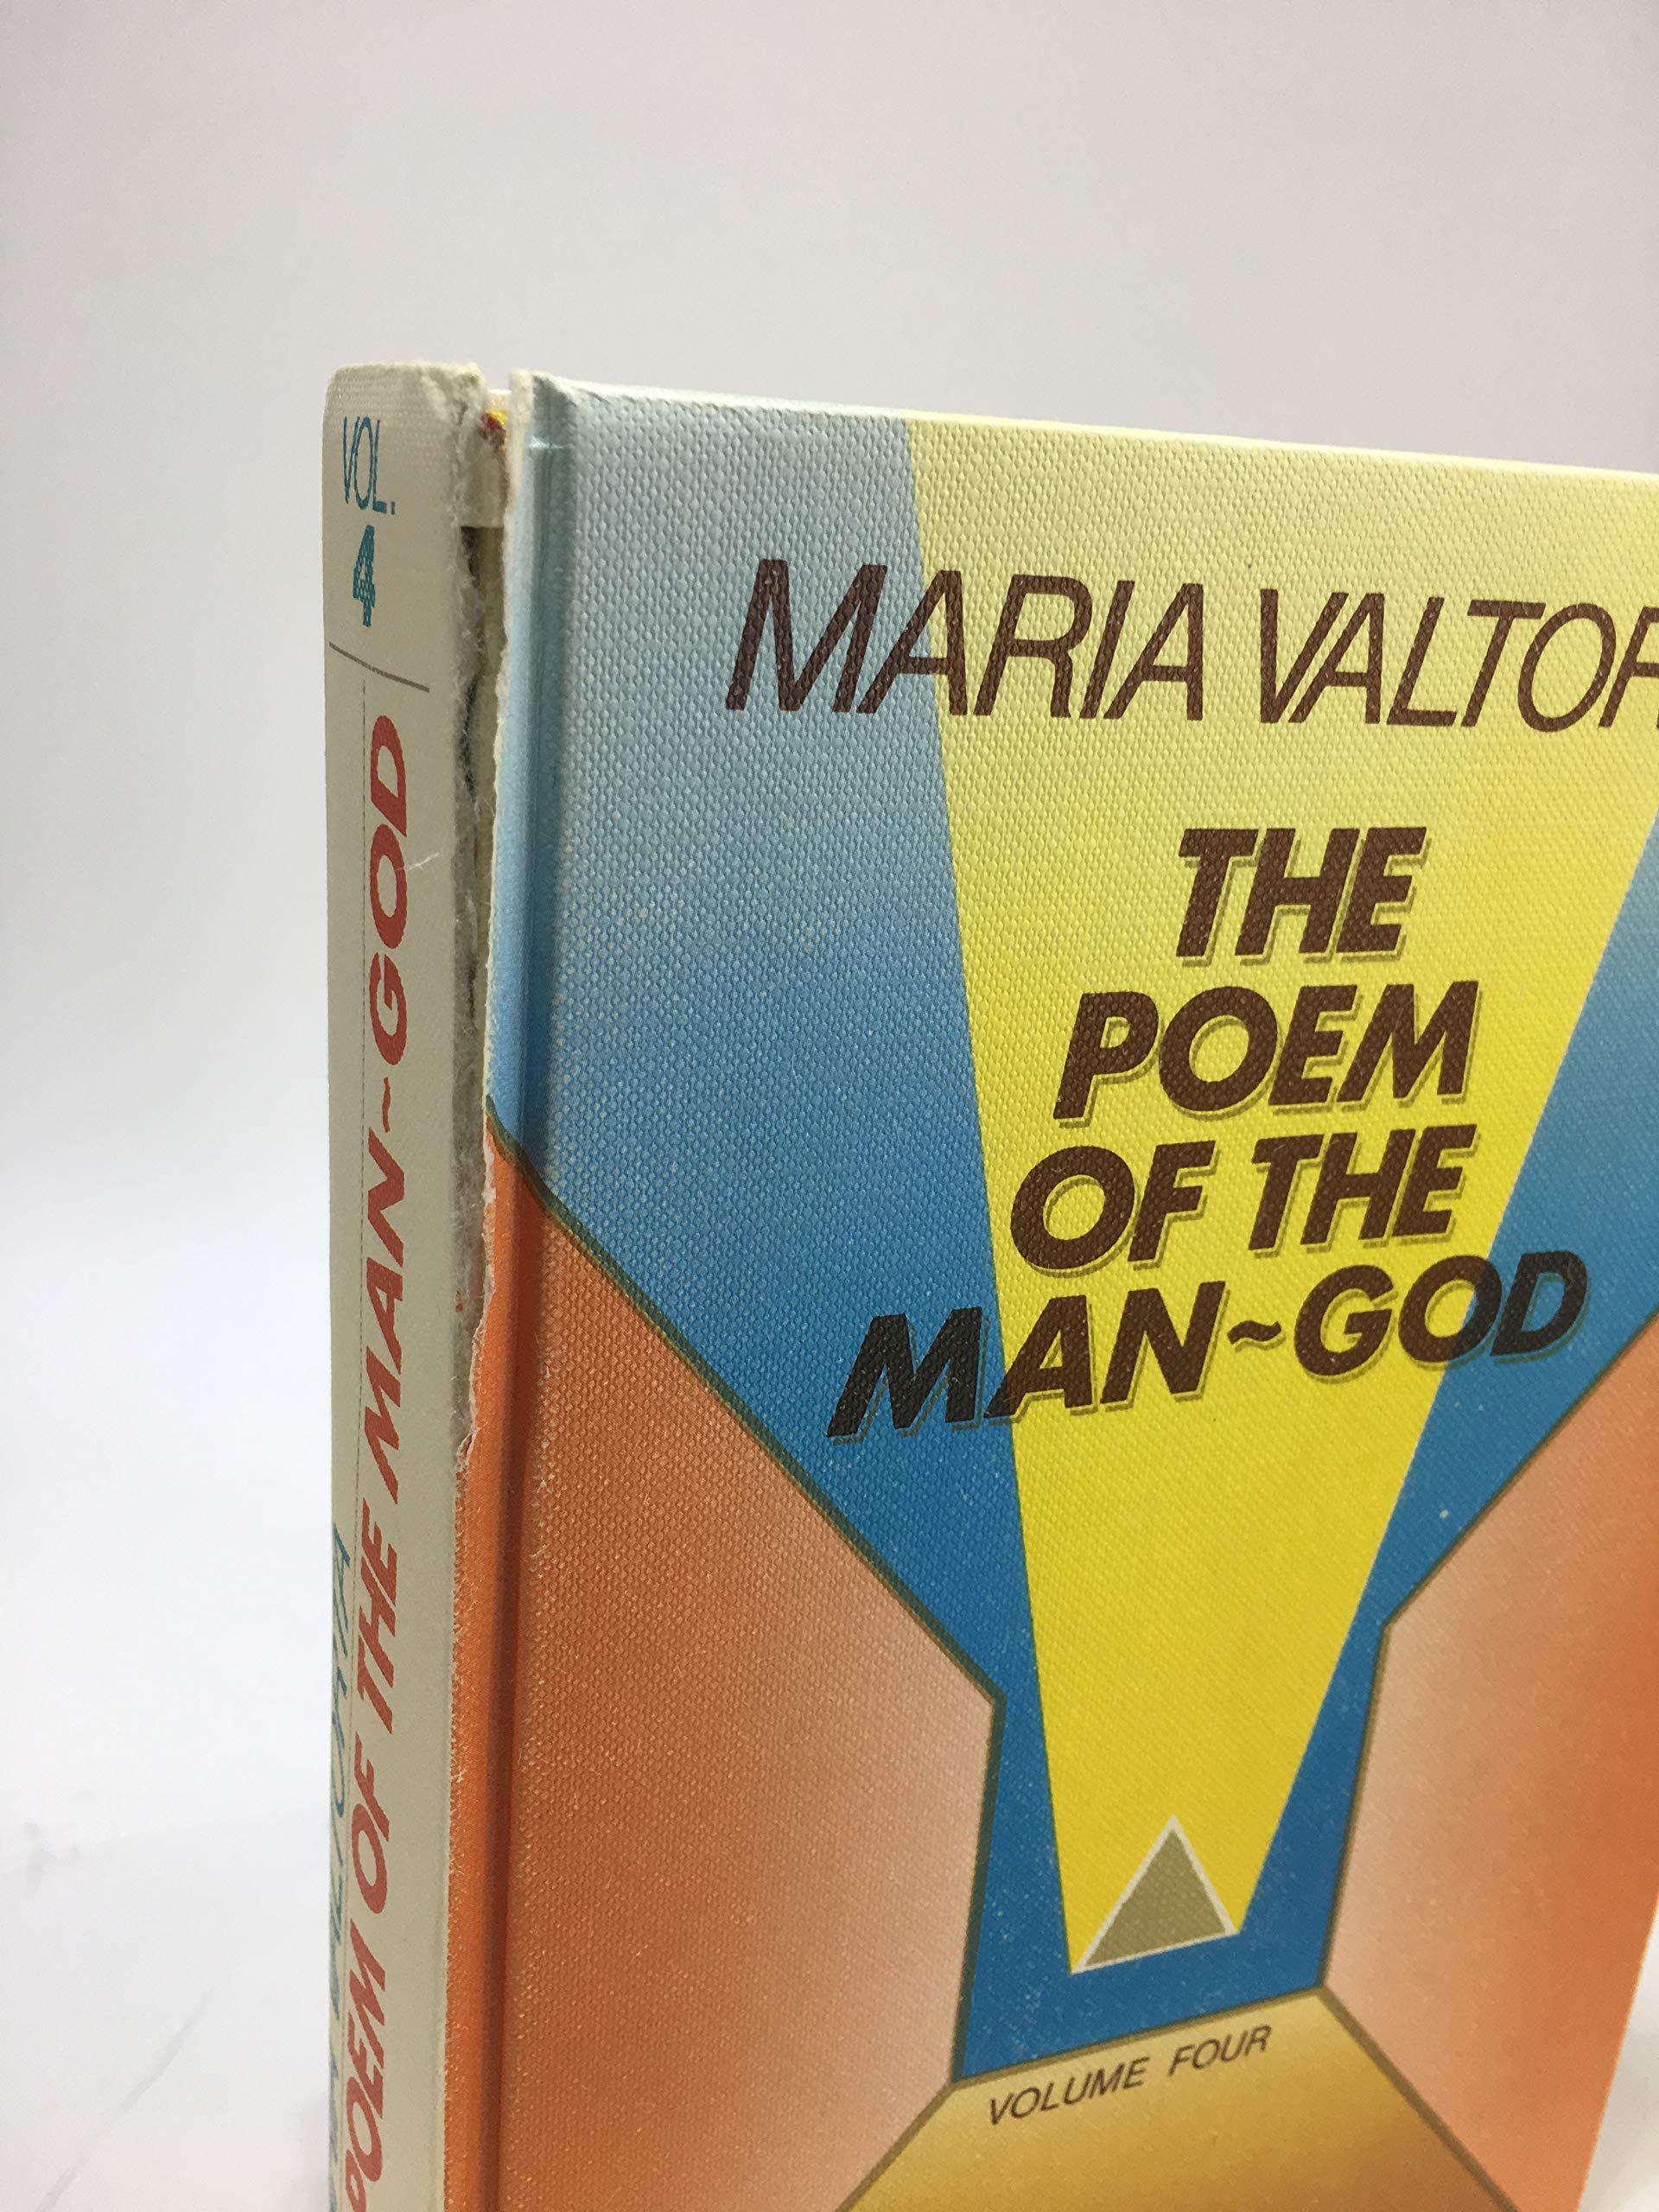 VOL. 4
POEM OF THE MAN~GOD
MARIA VALTOR
THE
POEM
OF THE
MAN~GOD
VOLUME FOUR